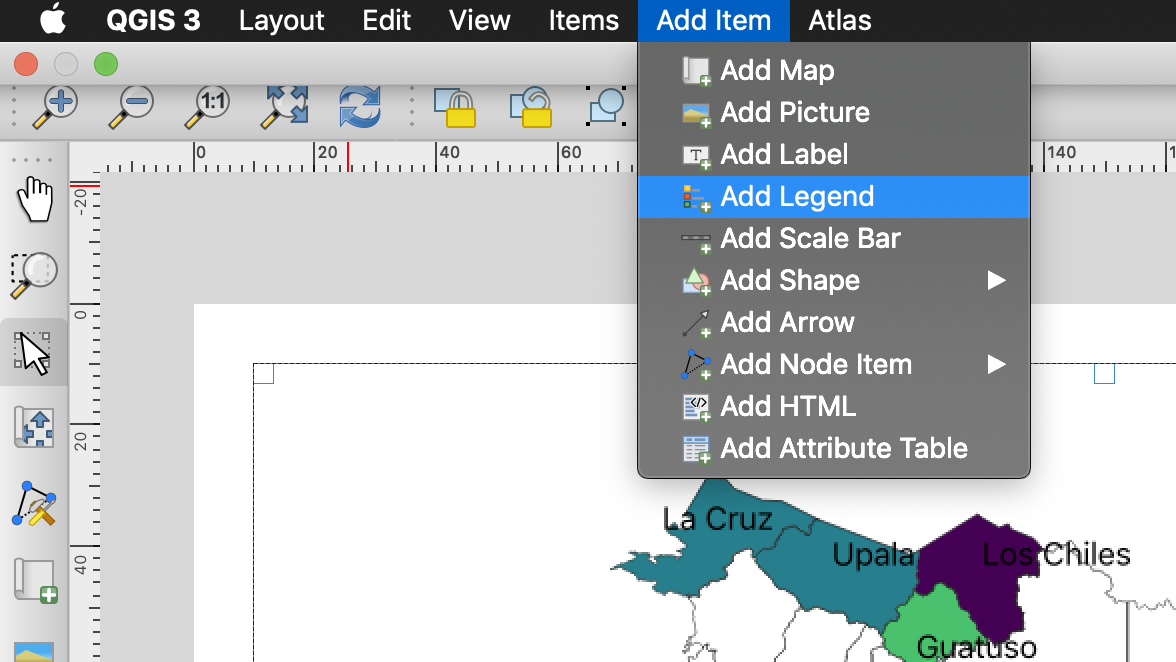 QGIS 3 Layout Edit View Items Add Item Atlas
Add Map
Add Picture
Add Label
Add Legend
Add Scale Bar
Add Shape
Add Arrow
Add Node Item
Add HTML
Add Attribute Table
1:1
0 20 40 60 140 1
-20
0
20
40
La Cruz
Upala
Los Chiles
Guatuso